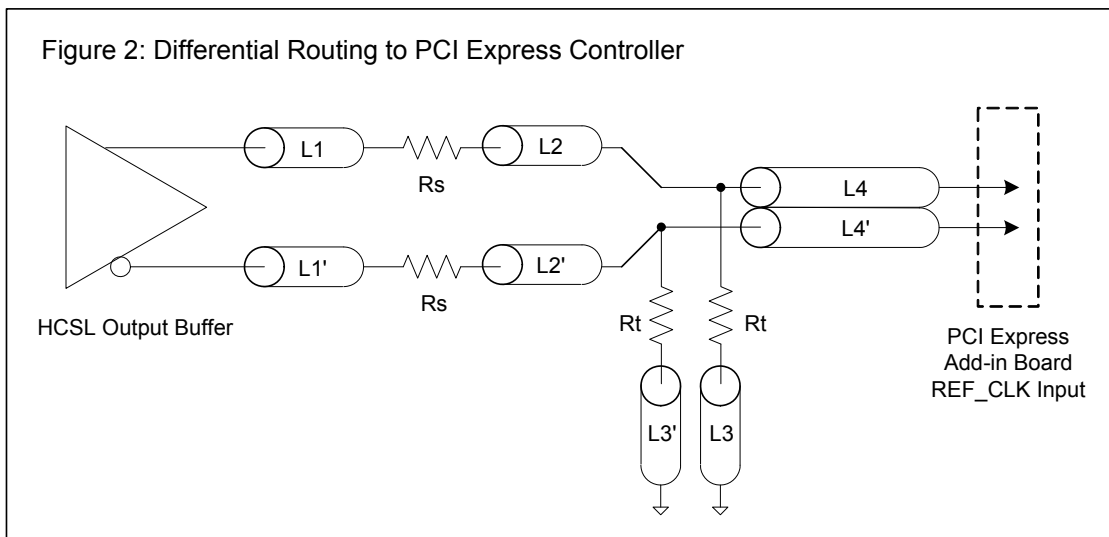 Figure 2: Differential Routing to PCI Express Controller
L1
Rs
L2
L4
L4'
L1'
Rs
L2'
HCSL Output Buffer
Rt
Rt
L3'
L3
PCI Express
Add-in Board
REF_CLK Input